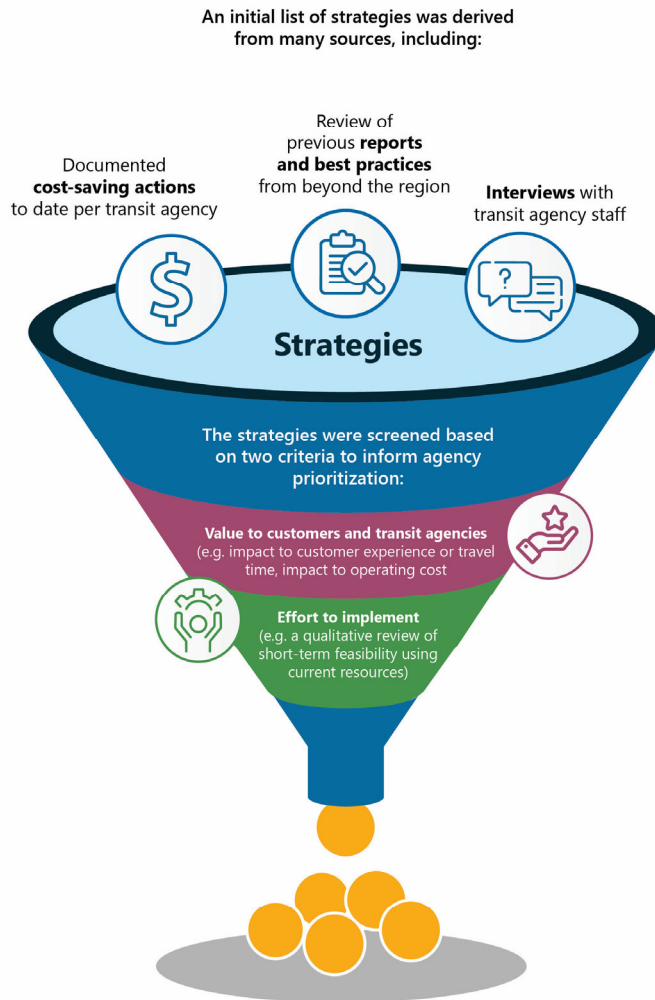 An initial list of strategies was derived
from many sources, including:
Documented
cost-saving actions
to date per transit agency
Review of
previous reports
and best practices
from beyond the region
Interviews with
transit agency staff
$
?
Strategies
The strategies were screened based
on two criteria to inform agency
prioritization:
Value to customers and transit agencies
(e.g. impact to customer experience or travel
time, impact to operating cost
Effort to implement
(e.g. a qualitative review of
short-term feasibility using
current resources)